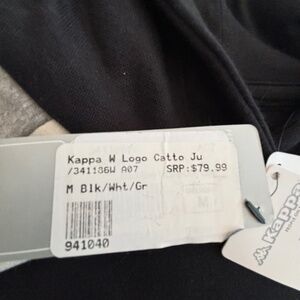 Kappa W Logo Catto Ju
/341186W A07 SRP:$79.99
M Blk/Wht/Gr
M
941040
Kappa